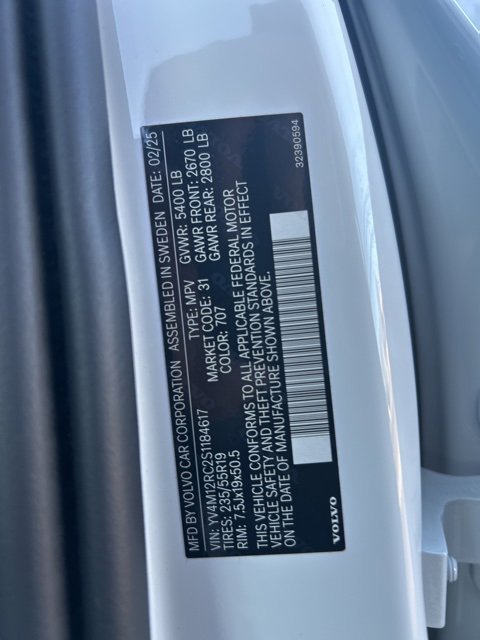 MFD BY VOLVO CAR CORPORATION ASSEMBLED IN SWEDEN DATE: 02/25
VIN: YV4M12RC2S1184617 TYPE: MPV GVWR: 5400 LB
TIRES: 235/55R19 MARKET CODE: 31 GAWR FRONT: 2670 LB
RIM: 7.5Jx19x50.5 COLOR: 707 GAWR REAR: 2800 LB
THIS VEHICLE CONFORMS TO ALL APPLICABLE FEDERAL MOTOR
VEHICLE SAFETY AND THEFT PREVENTION STANDARDS IN EFFECT
ON THE DATE OF MANUFACTURE SHOWN ABOVE.
32390594
VOLVO